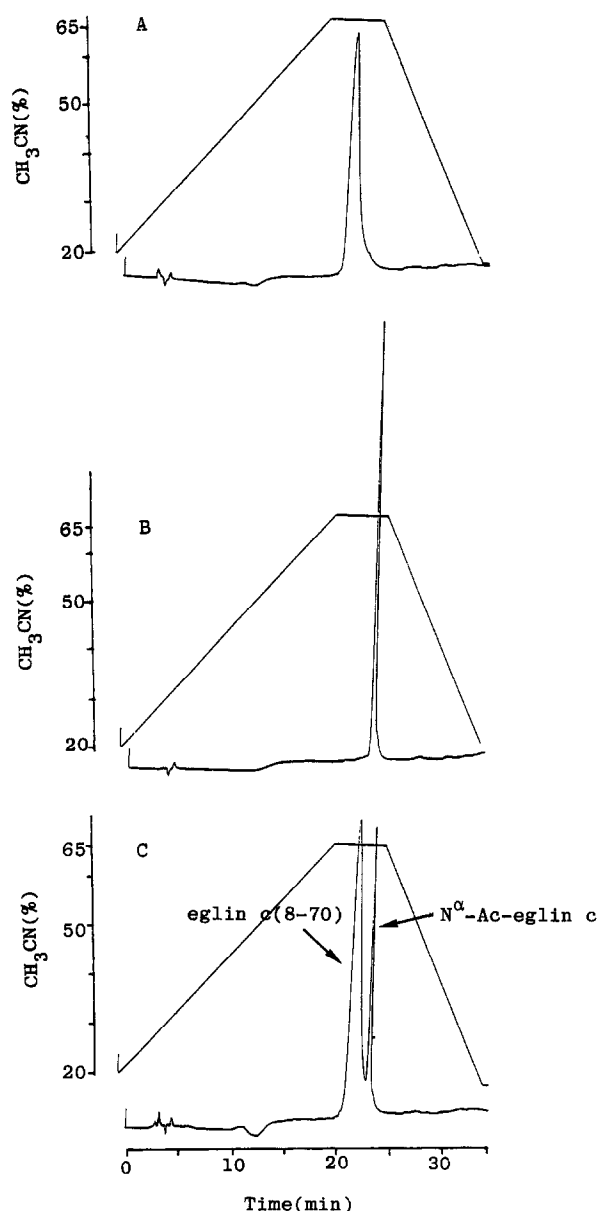 A
65
50
20
CH3CN(%)
B
65
50
20
CH3CN(%)
C
65
50
20
CH3CN(%)
eglin c(8-70)
Nα-Ac-eglin c
0 10 20 30
Time(min)